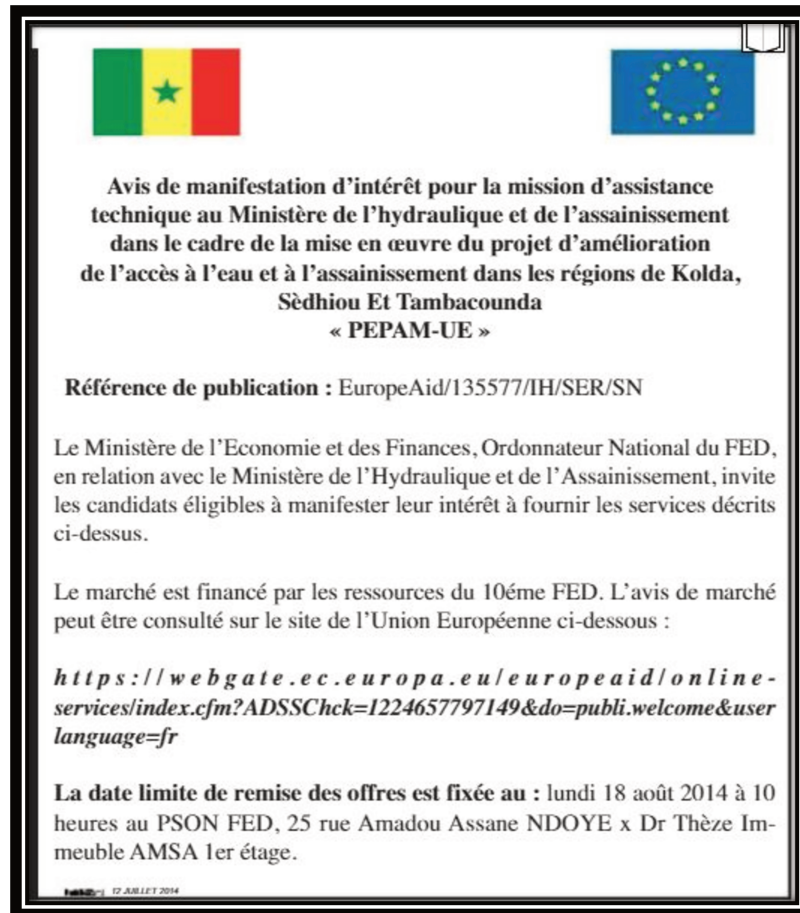 Avis de manifestation d’intérêt pour la mission d’assistance
technique au Ministère de l’hydraulique et de l’assainissement
dans le cadre de la mise en œuvre du projet d’amélioration
de l’accès à l’eau et à l’assainissement dans les régions de Kolda,
Sèdhiou Et Tambacounda
« PEPAM-UE »
Référence de publication : EuropeAid/135577/IH/SER/SN
Le Ministère de l’Economie et des Finances, Ordonnateur National du FED,
en relation avec le Ministère de l’Hydraulique et de l’Assainissement, invite
les candidats éligibles à manifester leur intérêt à fournir les services décrits
ci-dessus.
Le marché est financé par les ressources du 10éme FED. L’avis de marché
peut être consulté sur le site de l’Union Européenne ci-dessous :
https://webgate.ec.europa.eu/europeaid/online-
services/index.cfm?ADSSChck=1224657797149&do=publi.welcome&user
language=fr
La date limite de remise des offres est fixée au : lundi 18 août 2014 à 10
heures au PSON FED, 25 rue Amadou Assane NDOYE x Dr Thèze Im-
meuble AMSA 1er étage.
12 JUILLET 2014